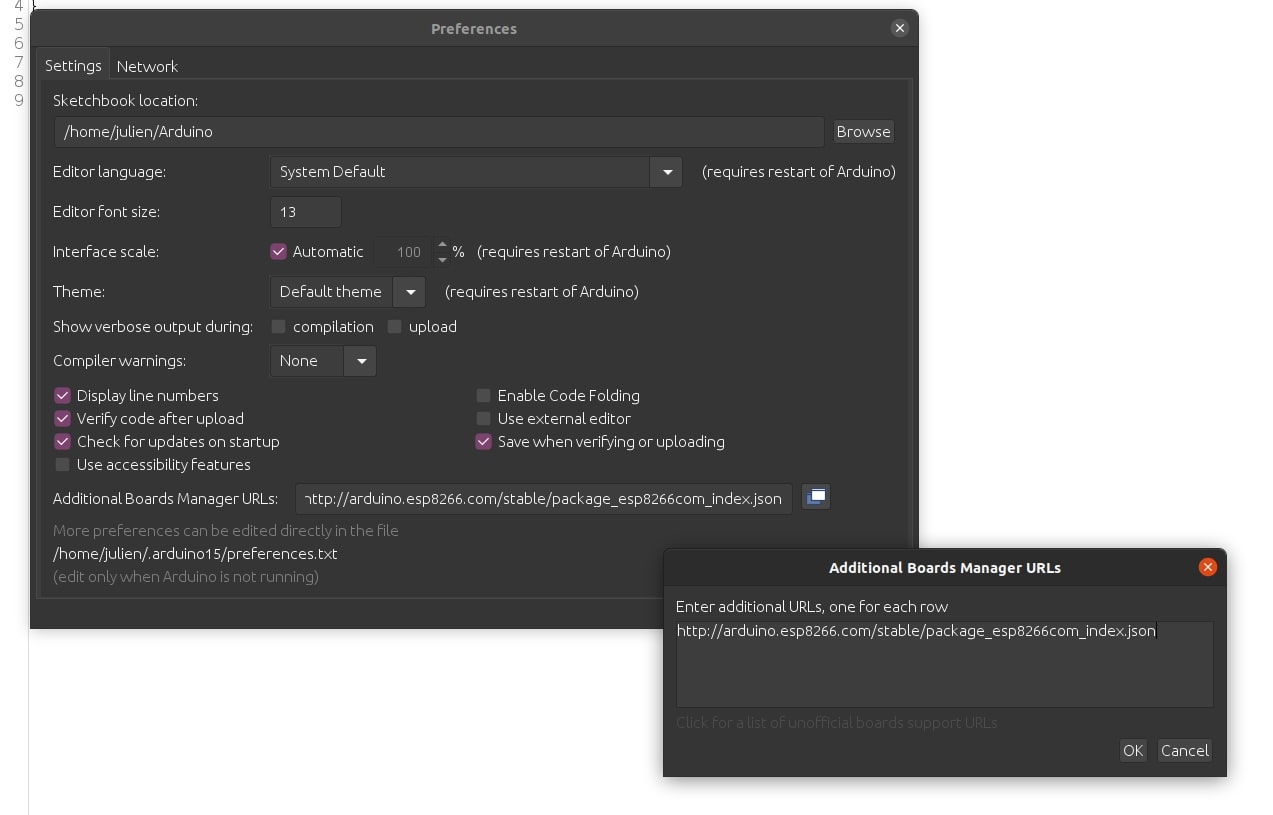 4 }
5
6
7
8
9
Preferences
Settings Network
Sketchbook location:
/home/julien/Arduino Browse
Editor language: System Default (requires restart of Arduino)
Editor font size: 13
Interface scale: Automatic 100 % (requires restart of Arduino)
Theme: Default theme (requires restart of Arduino)
Show verbose output during: compilation upload
Compiler warnings: None
Display line numbers Enable Code Folding
Verify code after upload Use external editor
Check for updates on startup Save when verifying or uploading
Use accessibility features
Additional Boards Manager URLs: http://arduino.esp8266.com/stable/package_esp8266com_index.json
More preferences can be edited directly in the file
/home/julien/.arduino15/preferences.txt
(edit only when Arduino is not running)
Additional Boards Manager URLs
Enter additional URLs, one for each row
http://arduino.esp8266.com/stable/package_esp8266com_index.json
Click for a list of unofficial boards support URLs
OK Cancel